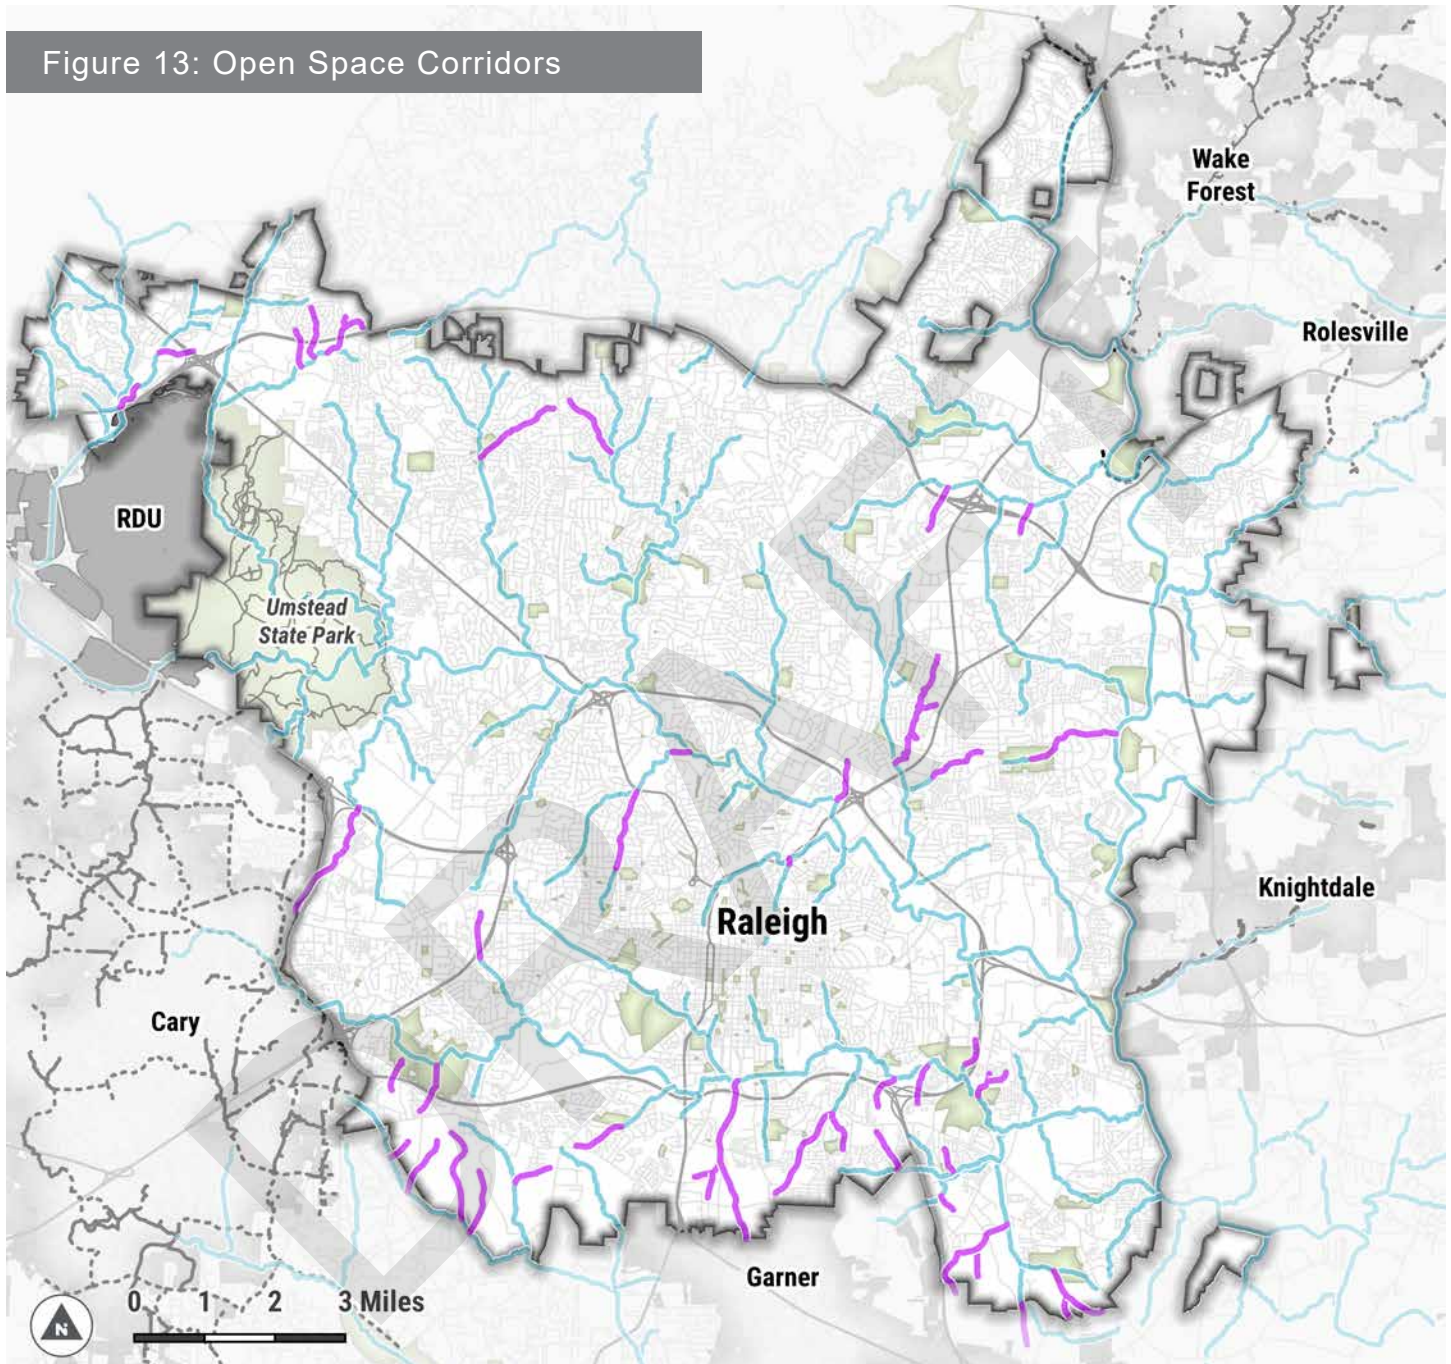 Figure 13: Open Space Corridors
Wake
Forest
Rolesville
RDU
Umstead
State Park
Knightdale
Raleigh
Cary
Garner
0 1 2 3 Miles
N
DRAFT